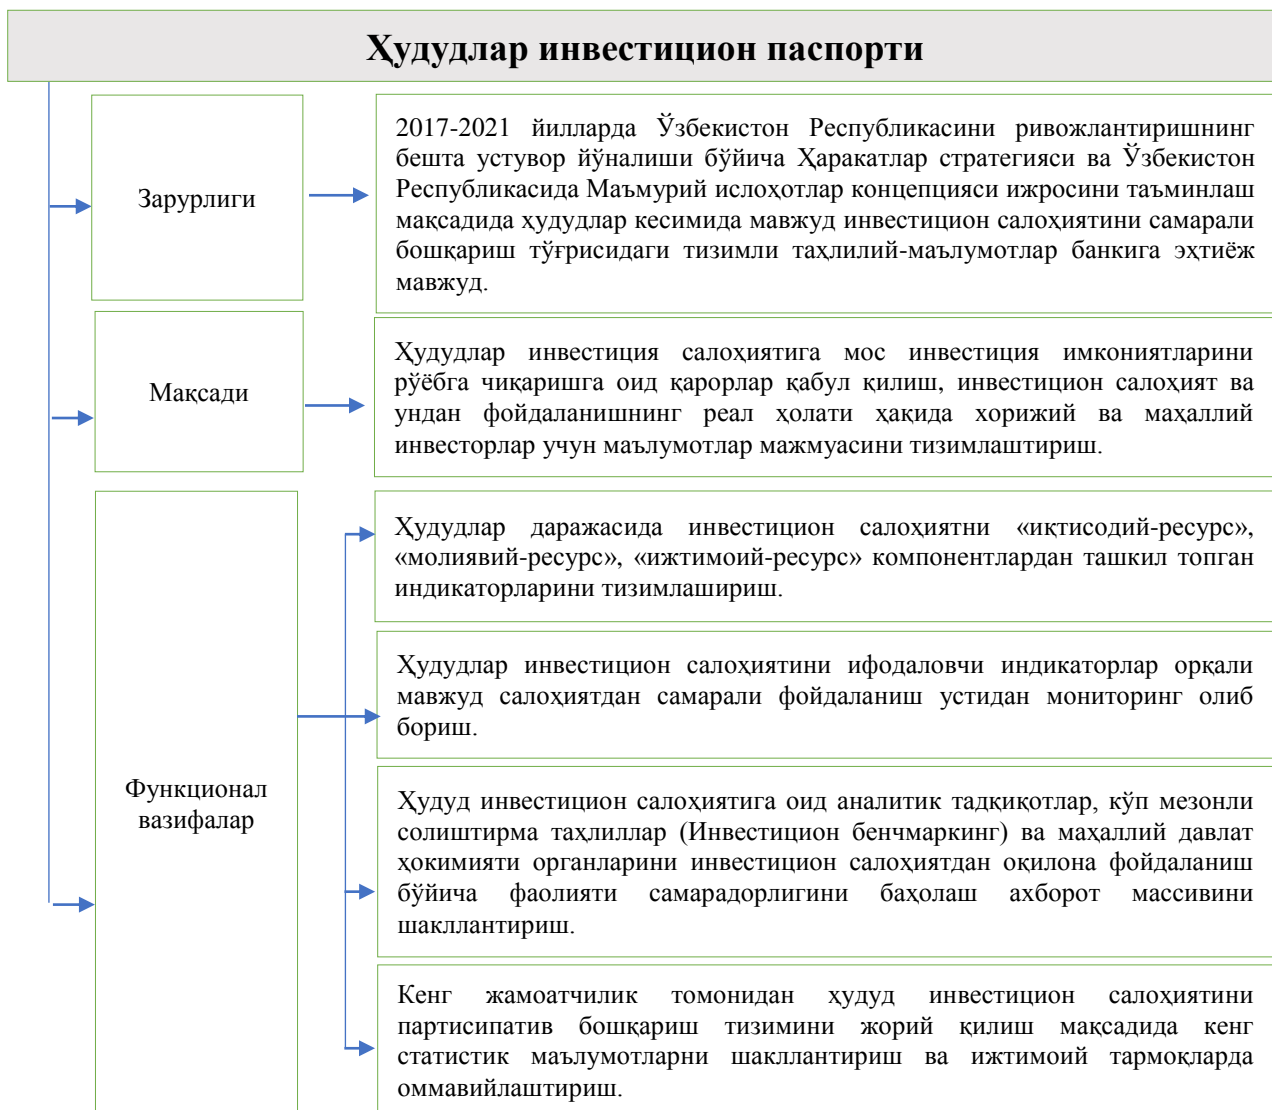 Ҳудудлар инвестицион паспорти
Зарурлиги
2017-2021 йилларда Ўзбекистон Республикасини ривожлантиришнинг
бешта устувор йўналиши бўйича Ҳаракатлар стратегияси ва Ўзбекистон
Республикасида Маъмурий ислоҳотлар концепцияси ижросини таъминлаш
мақсадида ҳудудлар кесимида мавжуд инвестицион салоҳиятини самарали
бошқариш тўғрисидаги тизимли таҳлилий-маълумотлар банкига эҳтиёж
мавжуд.
Мақсади
Ҳудудлар инвестиция салоҳиятига мос инвестиция имкониятларини
рўёбга чиқаришга оид қарорлар қабул қилиш, инвестицион салоҳият ва
ундан фойдаланишнинг реал ҳолати ҳақида хорижий ва маҳаллий
инвесторлар учун маълумотлар мажмуасини тизимлаштириш.
Функционал
вазифалар
Ҳудудлар даражасида инвестицион салоҳиятни «иқтисодий-ресурс»,
«молиявий-ресурс», «ижтимоий-ресурс» компонентлардан ташкил топган
индикаторларини тизимлашириш.
Ҳудудлар инвестицион салоҳиятини ифодаловчи индикаторлар орқали
мавжуд салоҳиятдан самарали фойдаланиш устидан мониторинг олиб
бориш.
Ҳудуд инвестицион салоҳиятига оид аналитик тадқиқотлар, кўп мезонли
солиштирма таҳлиллар (Инвестицион бенчмаркинг) ва маҳаллий давлат
ҳокимияти органларини инвестицион салоҳиятдан оқилона фойдаланиш
бўйича фаолияти самарадорлигини баҳолаш ахборот массивини
шакллантириш.
Кенг жамоатчилик томонидан ҳудуд инвестицион салоҳиятини
партисипатив бошқариш тизимини жорий қилиш мақсадида кенг
статистик маълумотларни шакллантириш ва ижтимоий тармоқларда
оммавийлаштириш.